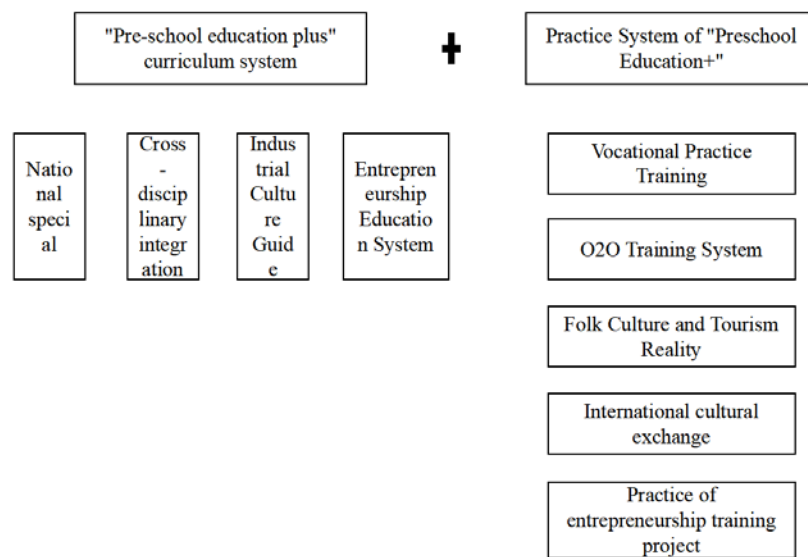 "Pre-school education plus"
curriculum system
+
Practice System of "Preschool
Education+"
Natio
nal
speci
al
Cross
-
discip
linary
integr
ation
Indus
trial
Cultu
re
Guid
e
Entrepren
eurship
Educatio
n System
Vocational Practice
Training
O2O Training System
Folk Culture and Tourism
Reality
International cultural
exchange
Practice of
entrepreneurship training
project